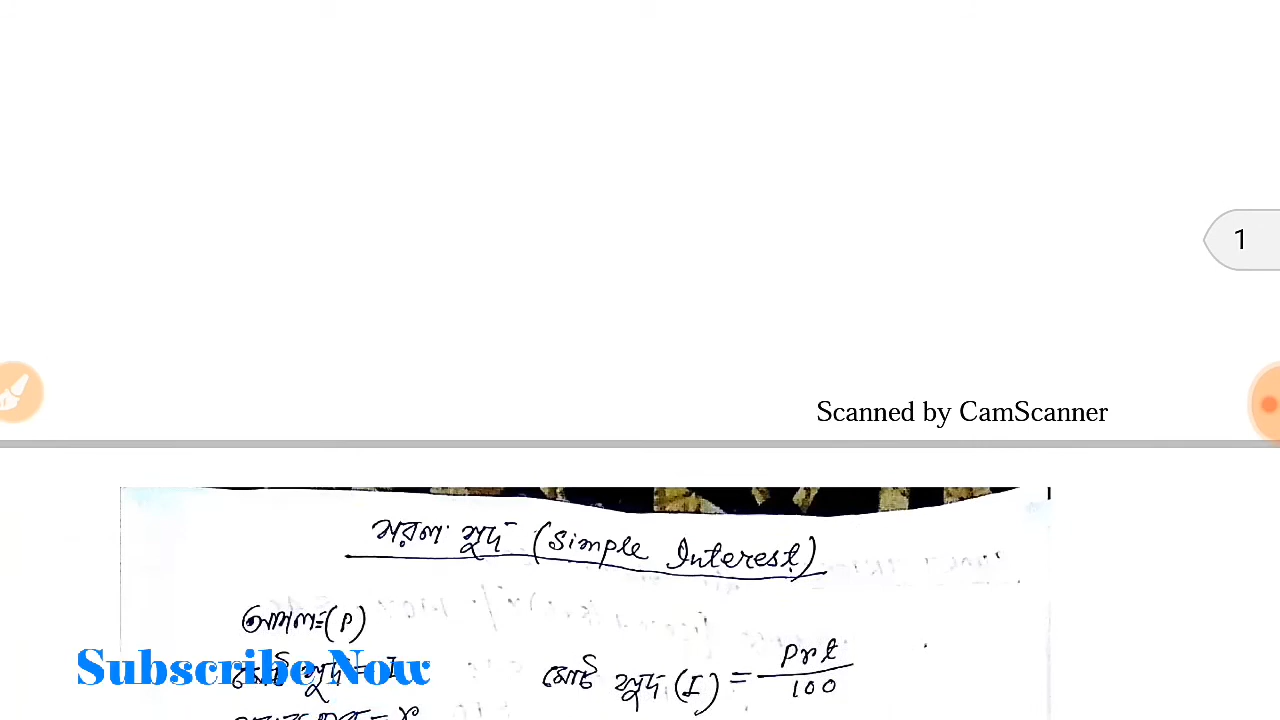 1
Scanned by CamScanner
সরল সুদ (Simple Interest)
আসল=(P)
মোট সুদ = I
Subscribe Now
মোট সুদ (I) = Prt/100